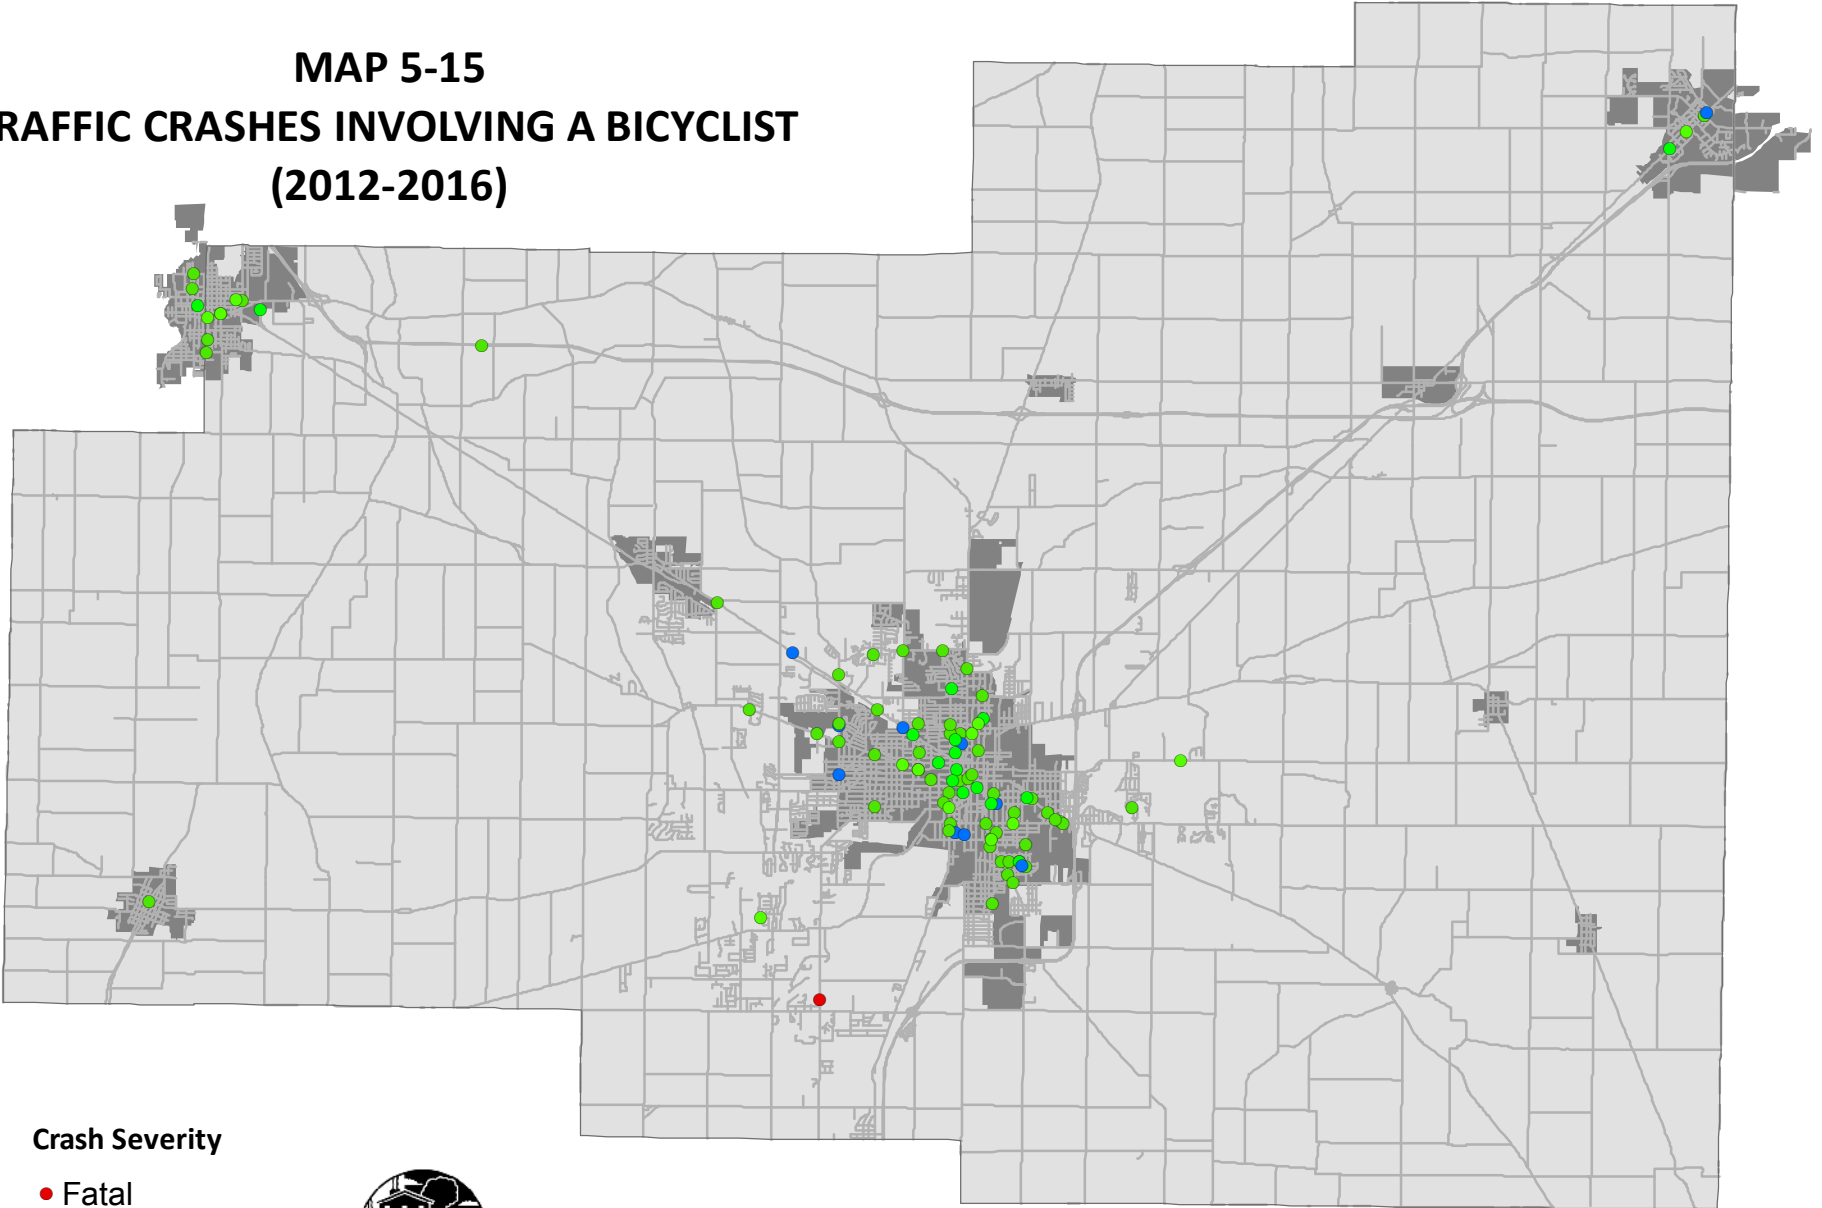 MAP 5-15
RAFFIC CRASHES INVOLVING A BICYCLIST
(2012-2016)
Crash Severity
Fatal